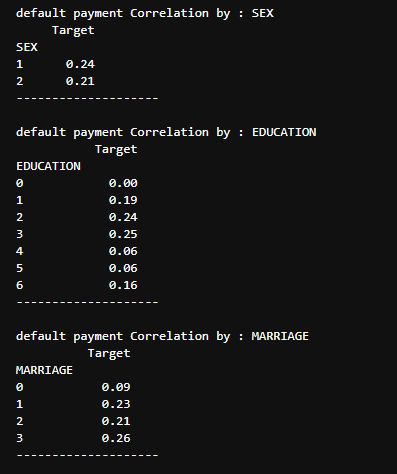 default payment Correlation by : SEX
Target
SEX
1 0.24
2 0.21
--------------------
default payment Correlation by : EDUCATION
Target
EDUCATION
0 0.00
1 0.19
2 0.24
3 0.25
4 0.06
5 0.06
6 0.16
--------------------
default payment Correlation by : MARRIAGE
Target
MARRIAGE
0 0.09
1 0.23
2 0.21
3 0.26
--------------------